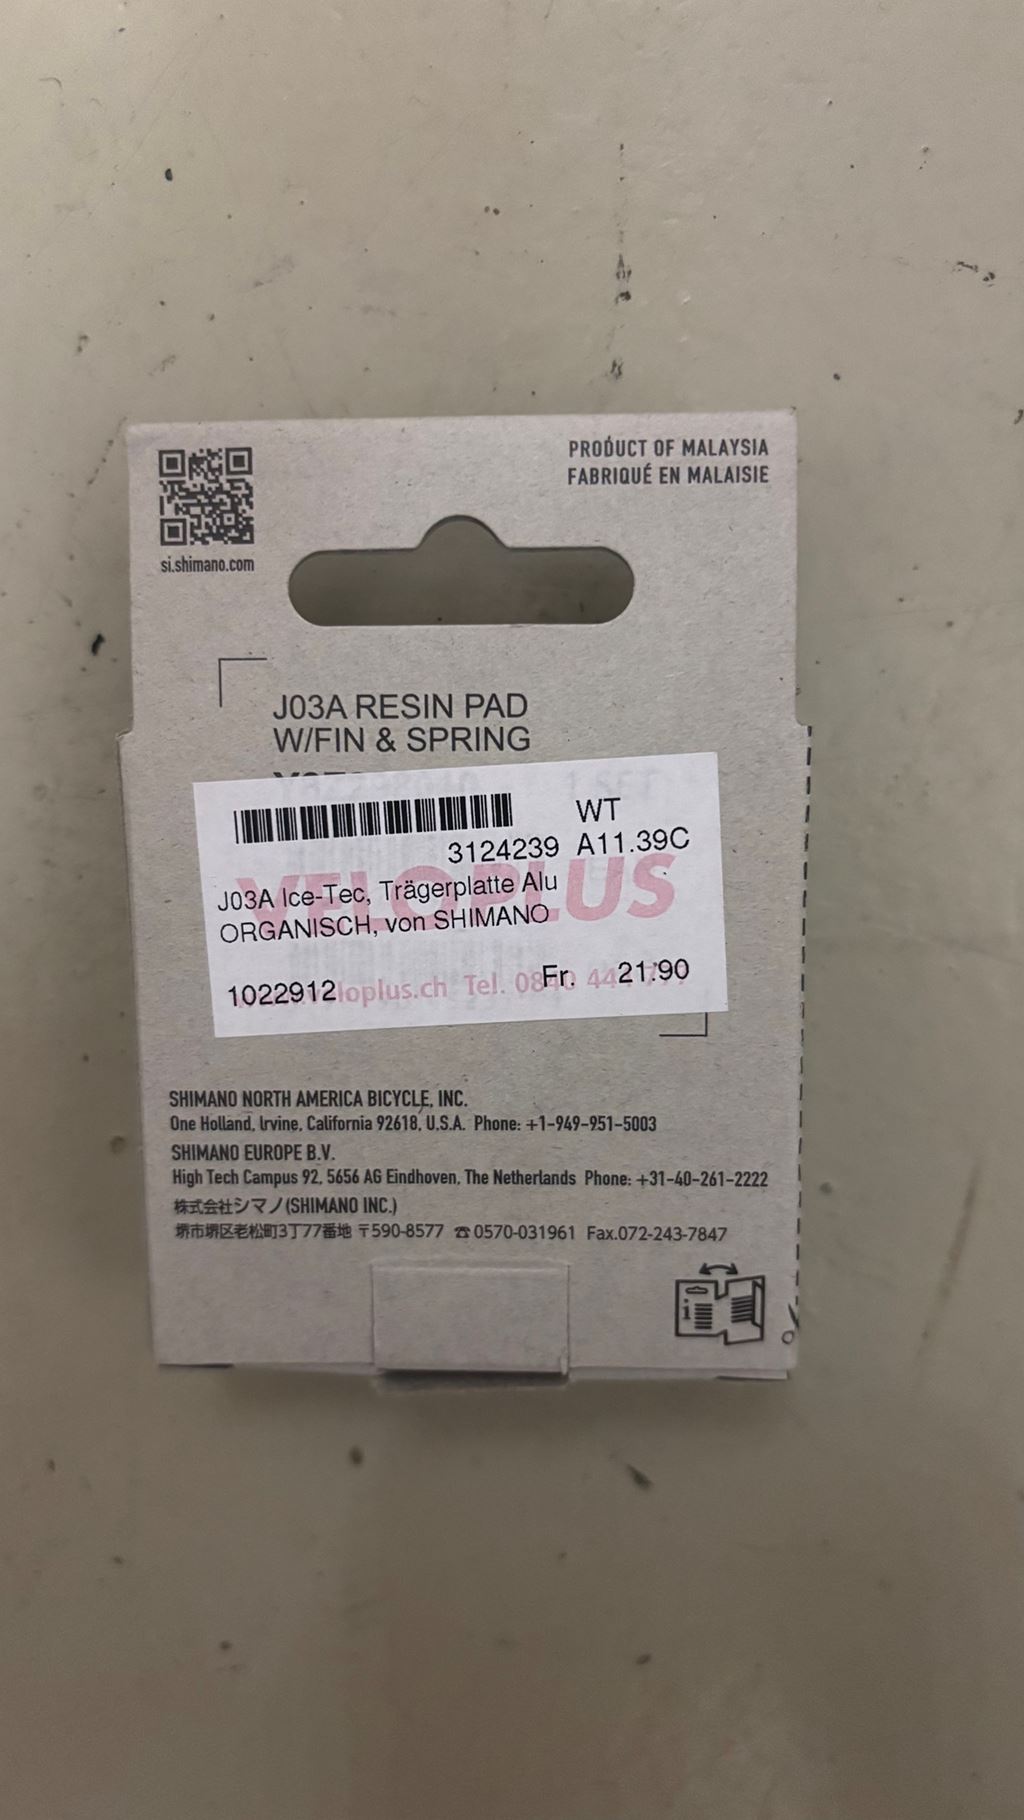 PRODUCT OF MALAYSIA
FABRIQUÉ EN MALAISIE
si.shimano.com
J03A RESIN PAD
W/FIN & SPRING
WT
3124239 A11.39C
VELOPLUS
J03A Ice-Tec, Trägerplatte Alu
ORGANISCH, von SHIMANO
1022912 Fr. 21.90
loplus.ch Tel.
SHIMANO NORTH AMERICA BICYCLE, INC.
One Holland, Irvine, California 92618, U.S.A. Phone: +1-949-951-5003
SHIMANO EUROPE B.V.
High Tech Campus 92, 5656 AG Eindhoven, The Netherlands Phone: +31-40-261-2222
株式会社シマノ(SHIMANO INC.)
堺市堺区老松町3丁77番地 〒590-8577 ☎0570-031961 Fax.072-243-7847